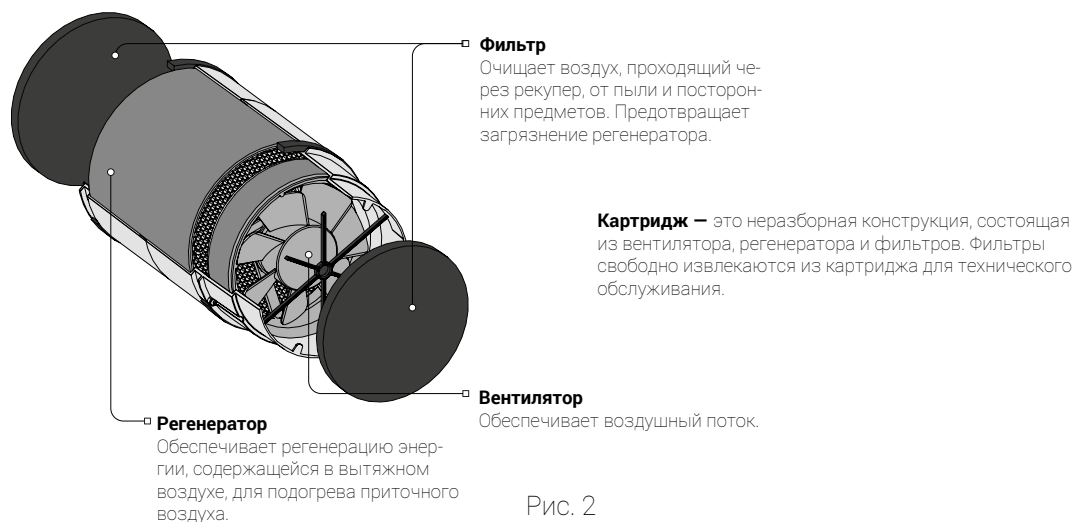 Фильтр
Очищает воздух, проходящий че-
рез рекупер, от пыли и посторон-
них предметов. Предотвращает
загрязнение регенератора.
Картридж — это неразборная конструкция, состоящая
из вентилятора, регенератора и фильтров. Фильтры
свободно извлекаются из картриджа для технического
обслуживания.
Вентилятор
Обеспечивает воздушный поток.
Регенератор
Обеспечивает регенерацию энер-
гии, содержащейся в вытяжном
воздухе, для подогрева приточного
воздуха.
Рис. 2